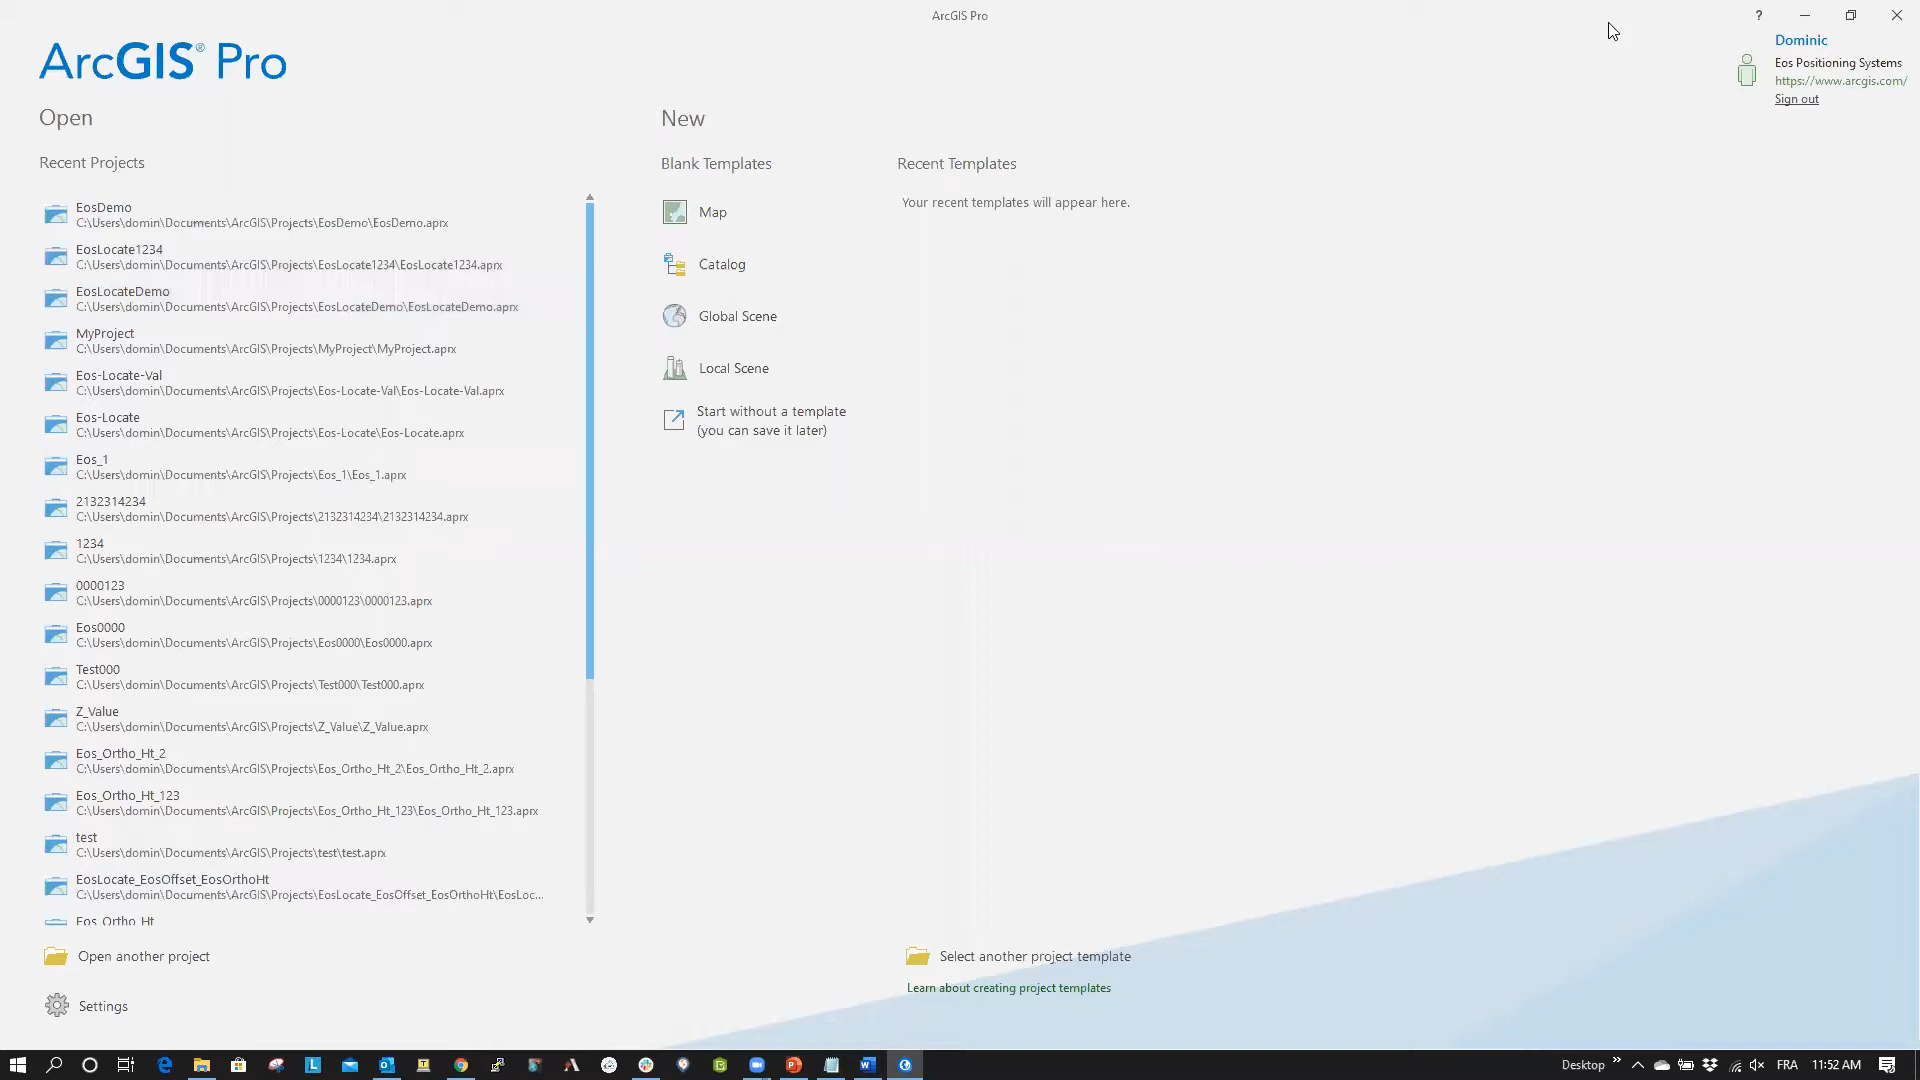 ArcGIS Pro
?
ArcGIS® Pro
Dominic
Eos Positioning Systems
https://www.arcgis.com/
Sign out
Open
Recent Projects
EosDemo
C:\Users\domin\Documents\ArcGIS\Projects\EosDemo\EosDemo.aprx
EosLocate1234
C:\Users\domin\Documents\ArcGIS\Projects\EosLocate1234\EosLocate1234.aprx
EosLocateDemo
C:\Users\domin\Documents\ArcGIS\Projects\EosLocateDemo\EosLocateDemo.aprx
MyProject
C:\Users\domin\Documents\ArcGIS\Projects\MyProject\MyProject.aprx
Eos-Locate-Val
C:\Users\domin\Documents\ArcGIS\Projects\Eos-Locate-Val\Eos-Locate-Val.aprx
Eos-Locate
C:\Users\domin\Documents\ArcGIS\Projects\Eos-Locate\Eos-Locate.aprx
Eos_1
C:\Users\domin\Documents\ArcGIS\Projects\Eos_1\Eos_1.aprx
2132314234
C:\Users\domin\Documents\ArcGIS\Projects\2132314234\2132314234.aprx
1234
C:\Users\domin\Documents\ArcGIS\Projects\1234\1234.aprx
0000123
C:\Users\domin\Documents\ArcGIS\Projects\0000123\0000123.aprx
Eos0000
C:\Users\domin\Documents\ArcGIS\Projects\Eos0000\Eos0000.aprx
Test000
C:\Users\domin\Documents\ArcGIS\Projects\Test000\Test000.aprx
Z_Value
C:\Users\domin\Documents\ArcGIS\Projects\Z_Value\Z_Value.aprx
Eos_Ortho_Ht_2
C:\Users\domin\Documents\ArcGIS\Projects\Eos_Ortho_Ht_2\Eos_Ortho_Ht_2.aprx
Eos_Ortho_Ht_123
C:\Users\domin\Documents\ArcGIS\Projects\Eos_Ortho_Ht_123\Eos_Ortho_Ht_123.aprx
test
C:\Users\domin\Documents\ArcGIS\Projects\test\test.aprx
EosLocate_EosOffset_EosOrthoHt
C:\Users\domin\Documents\ArcGIS\Projects\EosLocate_EosOffset_EosOrthoHt\EosLoc...
Eos_Ortho_Ht
Open another project
Settings
New
Blank Templates
Map
Catalog
Global Scene
Local Scene
Start without a template
(you can save it later)
Recent Templates
Your recent templates will appear here.
Select another project template
Learn about creating project templates
Desktop
FRA
11:52 AM